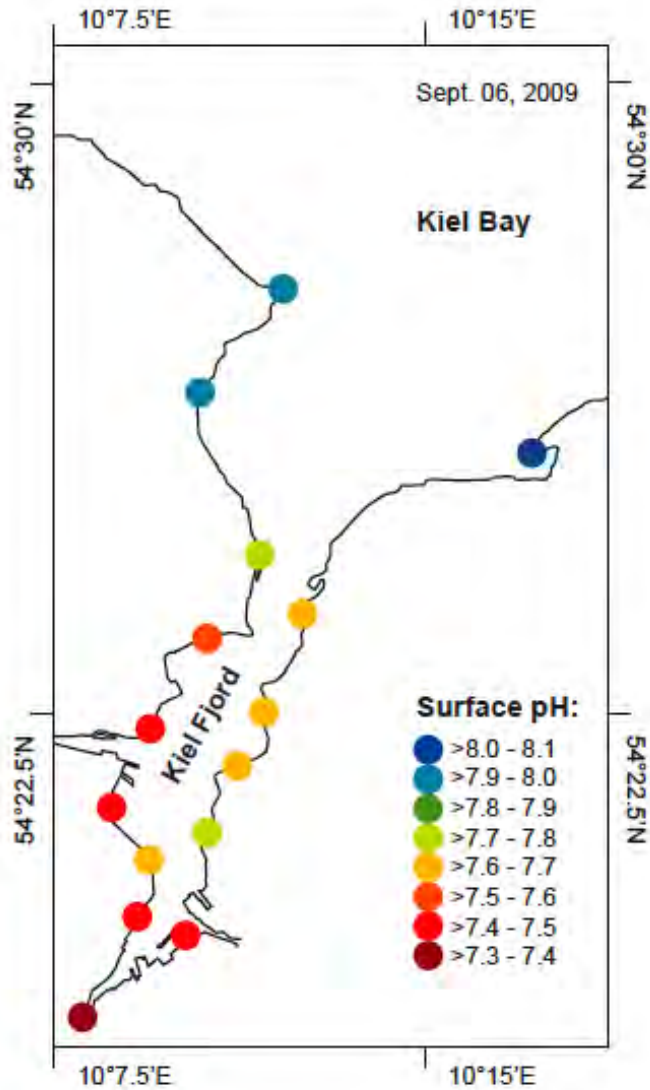 10°7.5'E
10°15'E
Sept. 06, 2009
54°30'N
54°30'N
Kiel Bay
Kiel Fjord
Surface pH:
>8.0 - 8.1
>7.9 - 8.0
>7.8 - 7.9
>7.7 - 7.8
>7.6 - 7.7
>7.5 - 7.6
>7.4 - 7.5
>7.3 - 7.4
54°22.5'N
54°22.5'N
10°7.5'E
10°15'E